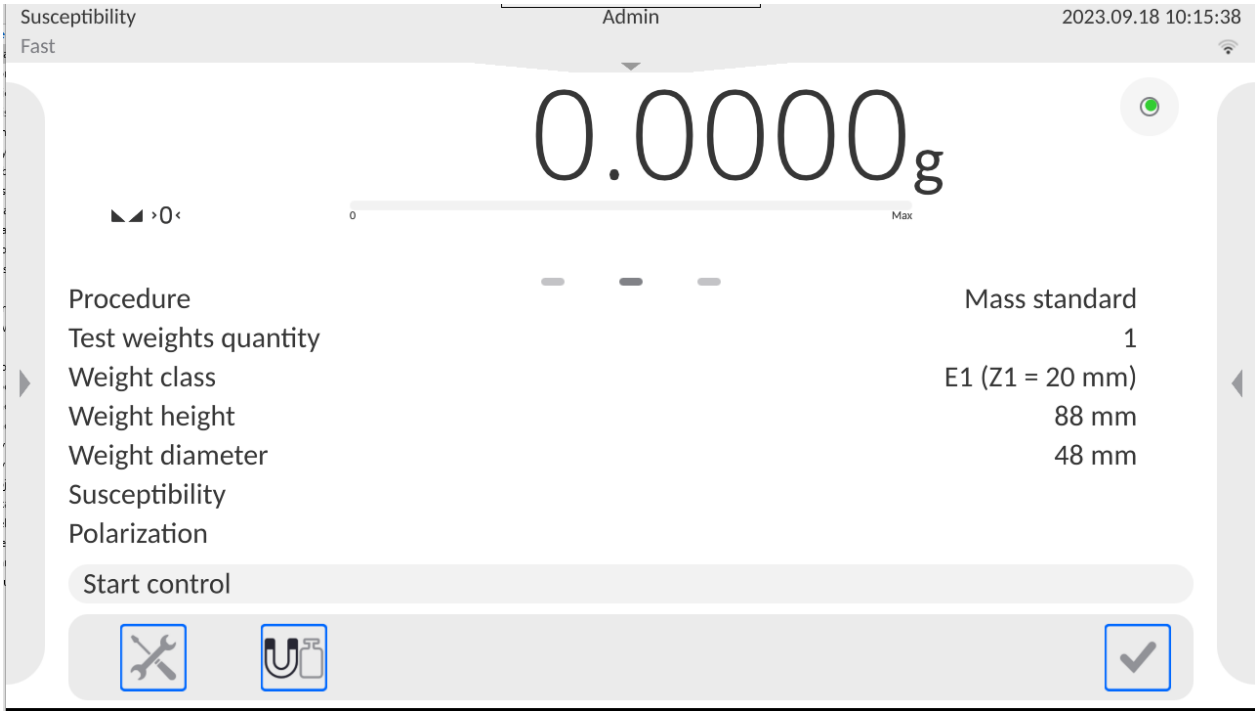 Susceptibility Admin 2023.09.18 10:15:38
Fast
0.0000g
›0‹ 0 Max
Procedure Mass standard
Test weights quantity 1
Weight class E1 (Z1 = 20 mm)
Weight height 88 mm
Weight diameter 48 mm
Susceptibility
Polarization
Start control